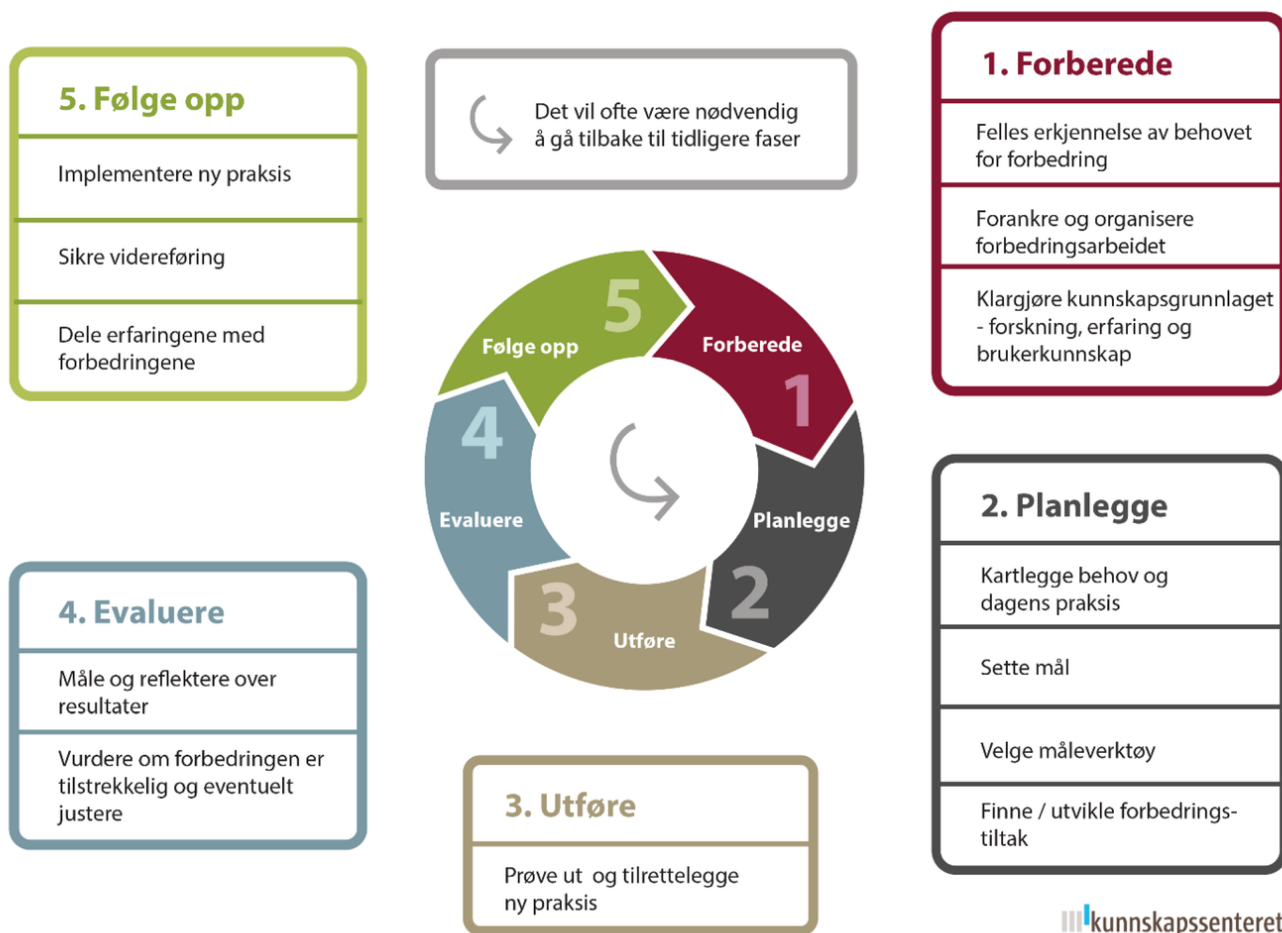 5. Følge opp
Implementere ny praksis
Sikre videreføring
Dele erfaringene med
forbedringene
Det vil ofte være nødvendig
å gå tilbake til tidligere faser
1. Forberede
Felles erkjennelse av behovet
for forbedring
Forankre og organisere
forbedringsarbeidet
Klargjøre kunnskapsgrunnlaget
- forskning, erfaring og
brukerkunnskap
5
Følge opp
Forberede
1
4
Evaluere
Planlegge
2
3
Utføre
2. Planlegge
Kartlegge behov og
dagens praksis
Sette mål
Velge måleverktøy
Finne / utvikle forbedrings-
tiltak
4. Evaluere
Måle og reflektere over
resultater
Vurdere om forbedringen er
tilstrekkelig og eventuelt
justere
3. Utføre
Prøve ut og tilrettelegge
ny praksis
kunnskapssenteret